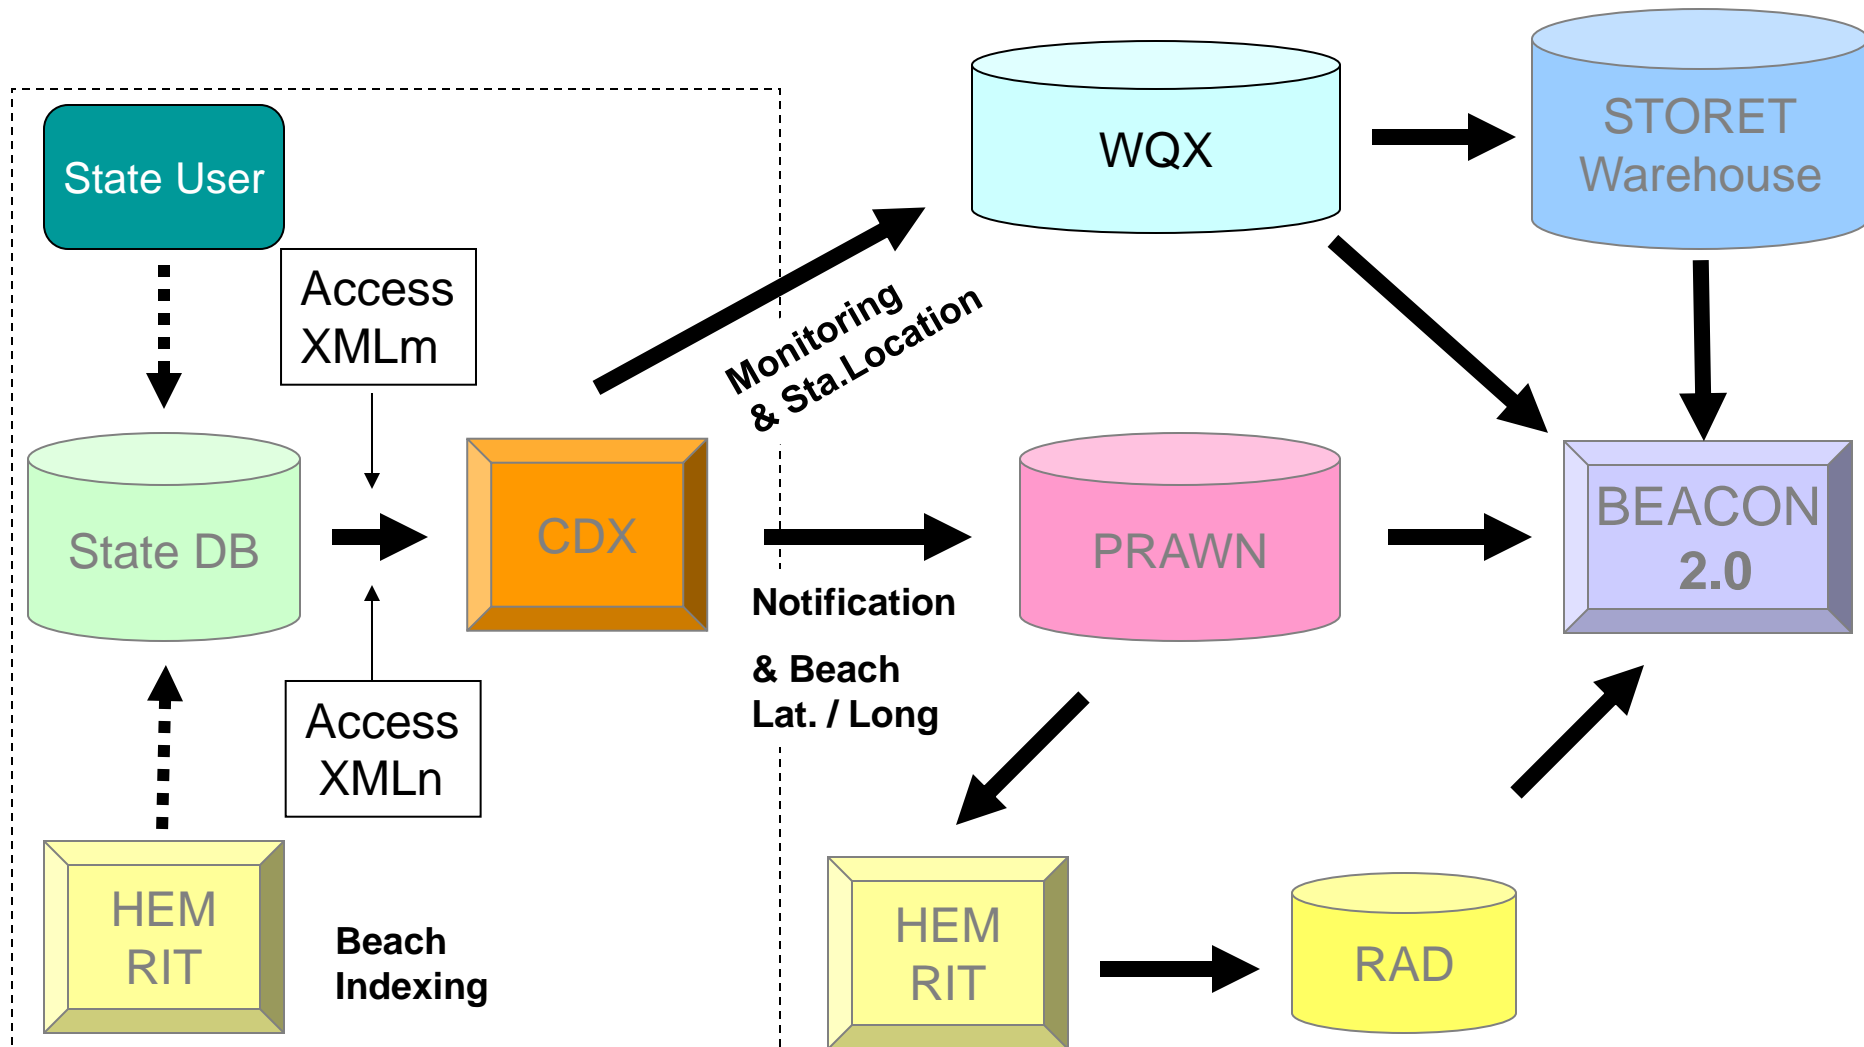 State User
Access
XMLm
WQX
STORET
Warehouse
Monitoring
& Sta.Location
State DB
CDX
PRAWN
BEACON
2.0
Notification
& Beach
Lat. / Long
Access
XMLn
HEM
RIT
Beach
Indexing
HEM
RIT
RAD